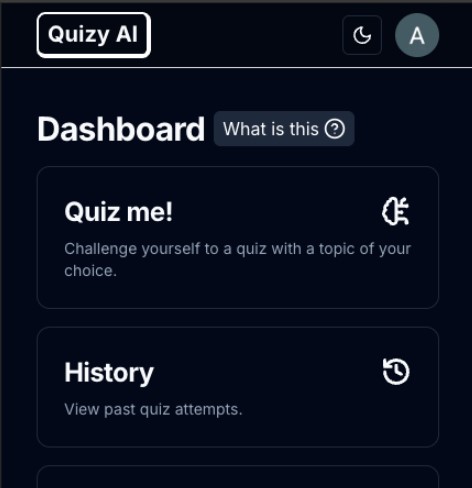 Quizy AI
A
Dashboard What is this
Quiz me!
Challenge yourself to a quiz with a topic of your
choice.
History
View past quiz attempts.